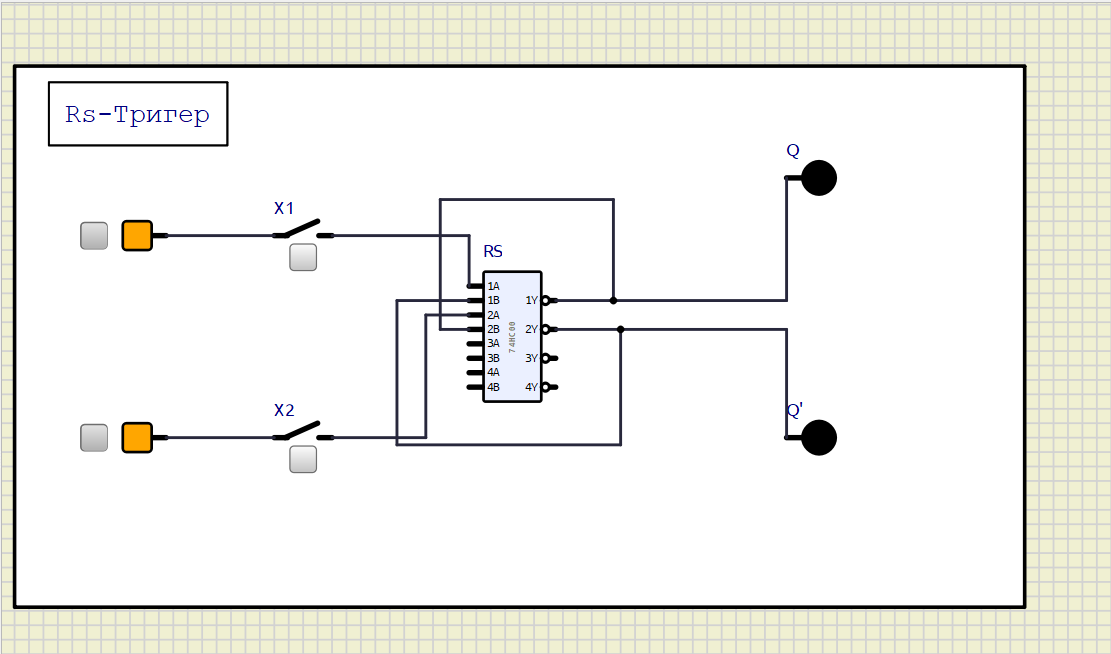 Rs-Тригер
Q
X1
RS
1A
1B 1Y
2A
2B 2Y
3A
3B 3Y
4A
4B 4Y
74HC00
X2
Q'